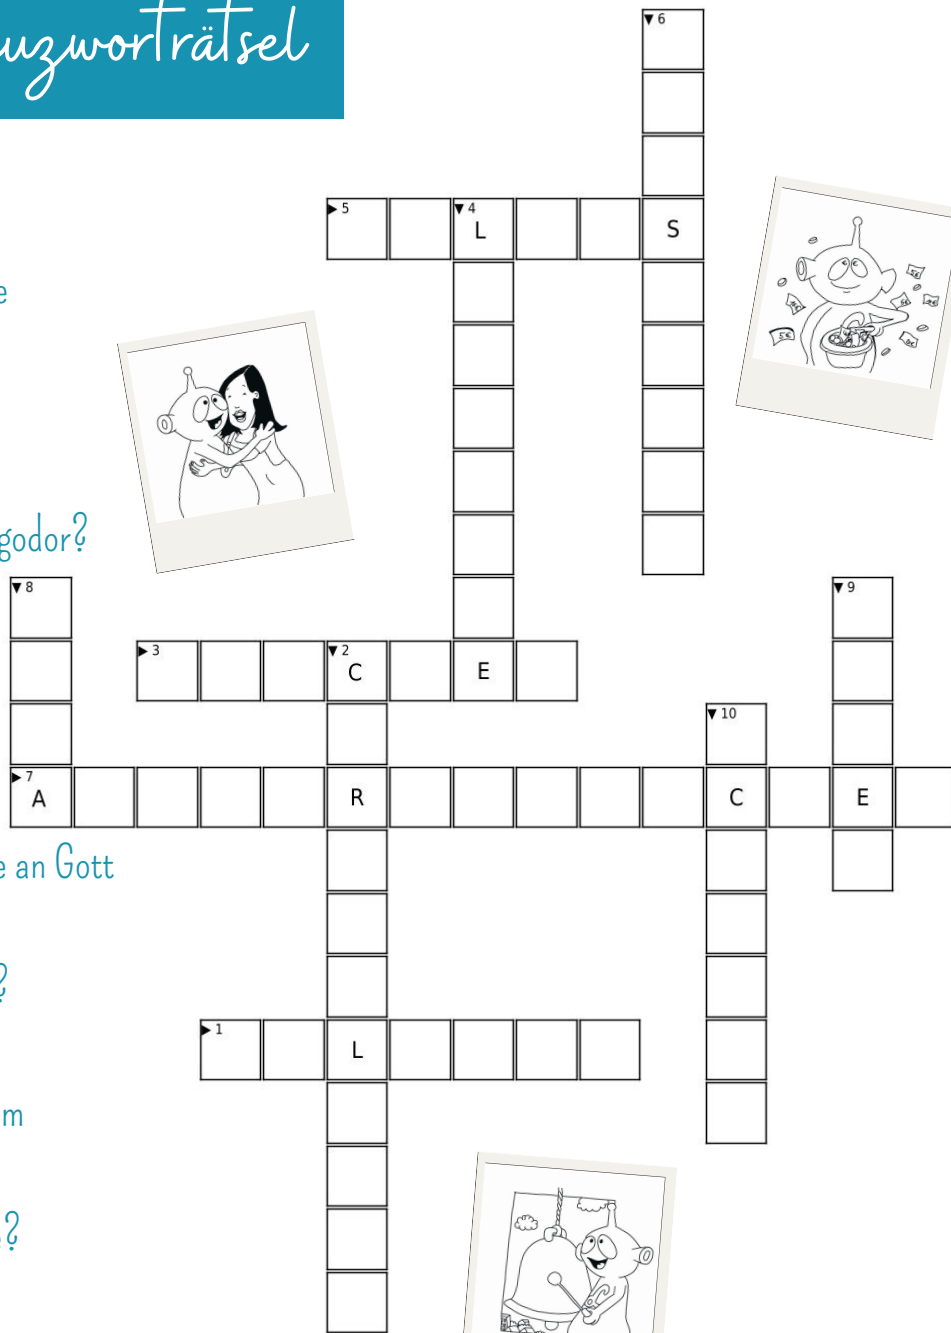 uzworträtsel
▼ 6
▶ 5
▼ 4
L
S
e
godor?
▼ 8
▼ 9
▶ 3
▼ 2
C
E
▼ 10
▶ 7
A
R
C
E
e an Gott
?
▶ 1
L
m
?